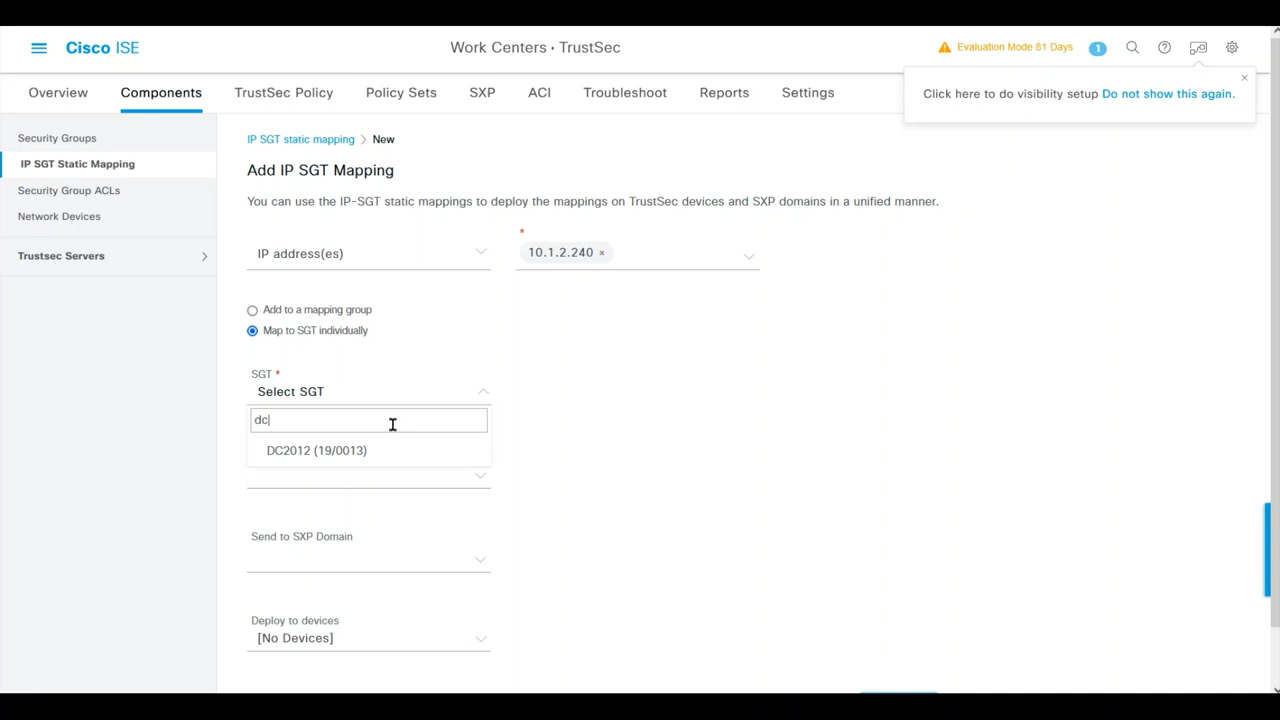 Cisco ISE
Work Centers · TrustSec
Evaluation Mode 81 Days
1
Click here to do visibility setup Do not show this again.
Overview
Components
TrustSec Policy
Policy Sets
SXP
ACI
Troubleshoot
Reports
Settings
Security Groups
IP SGT Static Mapping
Security Group ACLs
Network Devices
Trustsec Servers
IP SGT static mapping > New
Add IP SGT Mapping
You can use the IP-SGT static mappings to deploy the mappings on TrustSec devices and SXP domains in a unified manner.
IP address(es)
*
10.1.2.240 ×
Add to a mapping group
Map to SGT individually
SGT *
Select SGT
dc
DC2012 (19/0013)
Send to SXP Domain
Deploy to devices
[No Devices]